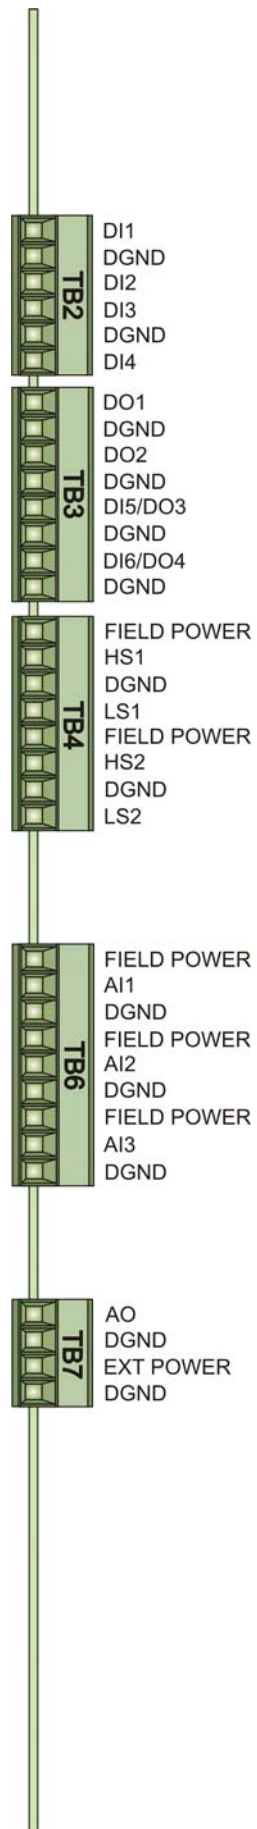 TB2
DI1
DGND
DI2
DI3
DGND
DI4
TB3
DO1
DGND
DO2
DGND
DI5/DO3
DGND
DI6/DO4
DGND
TB4
FIELD POWER
HS1
DGND
LS1
FIELD POWER
HS2
DGND
LS2
TB6
FIELD POWER
AI1
DGND
FIELD POWER
AI2
DGND
FIELD POWER
AI3
DGND
TB7
AO
DGND
EXT POWER
DGND